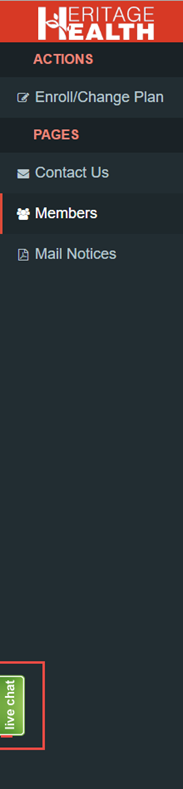 HERITAGE
HEALTH
ACTIONS
Enroll/Change Plan
PAGES
Contact Us
Members
Mail Notices
live chat